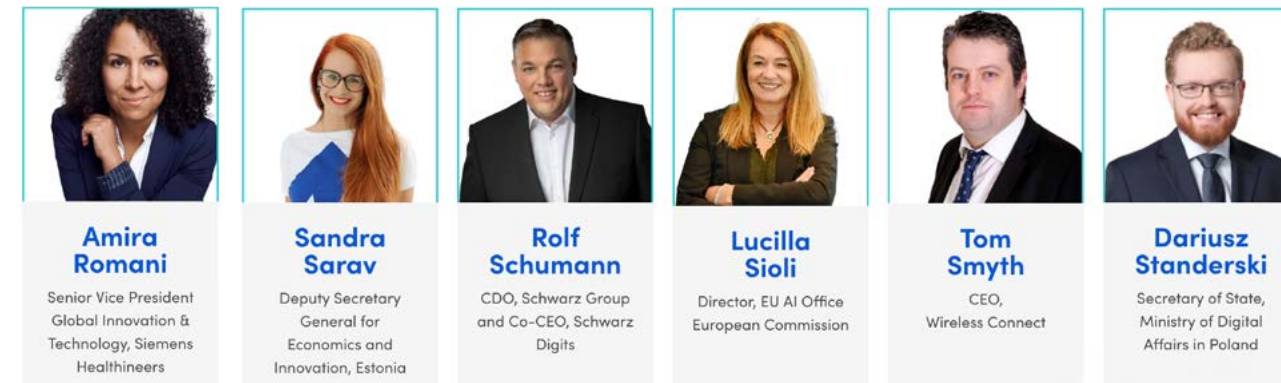 Amira
Romani
Senior Vice President
Global Innovation &
Technology, Siemens
Healthineers
Sandra
Sarav
Deputy Secretary
General for
Economics and
Innovation, Estonia
Rolf
Schumann
CDO, Schwarz Group
and Co-CEO, Schwarz
Digits
Lucilla
Sioli
Director, EU AI Office
European Commission
Tom
Smyth
CEO,
Wireless Connect
Dariusz
Standerski
Secretary of State,
Ministry of Digital
Affairs in Poland